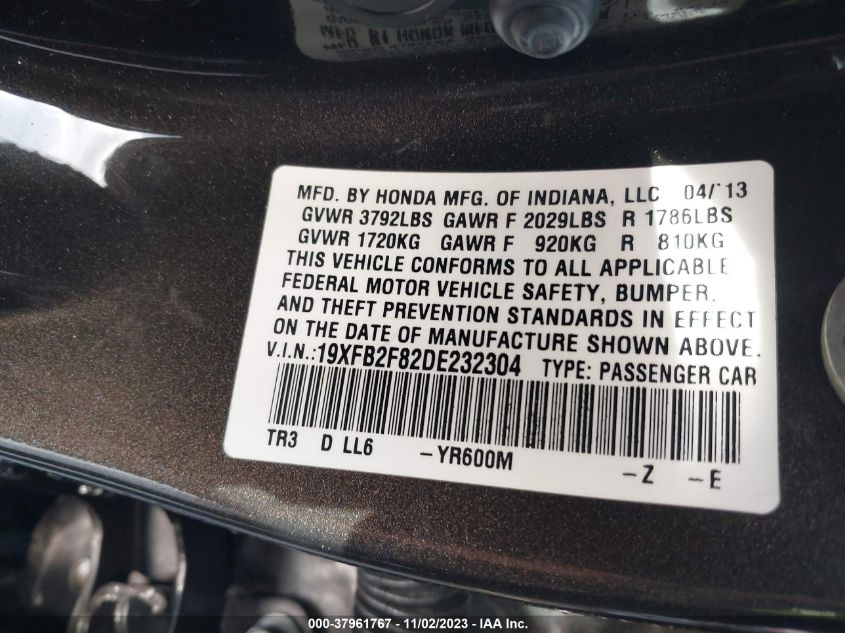 MFD. BY HONDA MFG. OF INDIANA, LLC 04/13
GVWR 3792LBS GAWR F 2029LBS R 1786LBS
GVWR 1720KG GAWR F 920KG R 810KG
THIS VEHICLE CONFORMS TO ALL APPLICABLE
FEDERAL MOTOR VEHICLE SAFETY, BUMPER,
AND THEFT PREVENTION STANDARDS IN EFFECT
ON THE DATE OF MANUFACTURE SHOWN ABOVE.
V.I.N.:19XFB2F82DE232304 TYPE: PASSENGER CAR
TR3 D LL6 -YR600M -Z -E
000-37961767 - 11/02/2023 - IAA Inc.